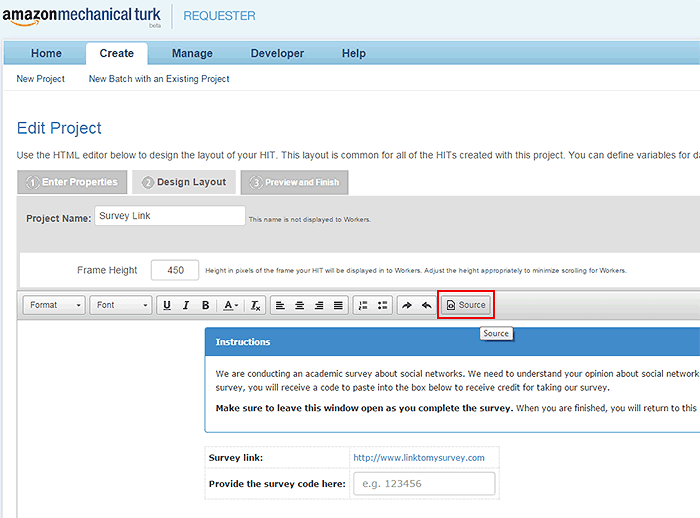 amazonmechanical turk
beta
REQUESTER
Home Create Manage Developer Help
New Project New Batch with an Existing Project
Edit Project
Use the HTML editor below to design the layout of your HIT. This layout is common for all of the HITs created with this project. You can define variables for da
1 Enter Properties 2 Design Layout 3 Preview and Finish
Project Name: Survey Link This name is not displayed to Workers.
Frame Height 450 Height in pixels of the frame your HIT will be displayed in to Workers. Adjust the height appropriately to minimize scrolling for Workers.
Format Font U I B A Tx Source
Source
Instructions
We are conducting an academic survey about social networks. We need to understand your opinion about social network
survey, you will receive a code to paste into the box below to receive credit for taking our survey.
Make sure to leave this window open as you complete the survey. When you are finished, you will return to this
Survey link: http://www.linktomysurvey.com
Provide the survey code here: e.g. 123456